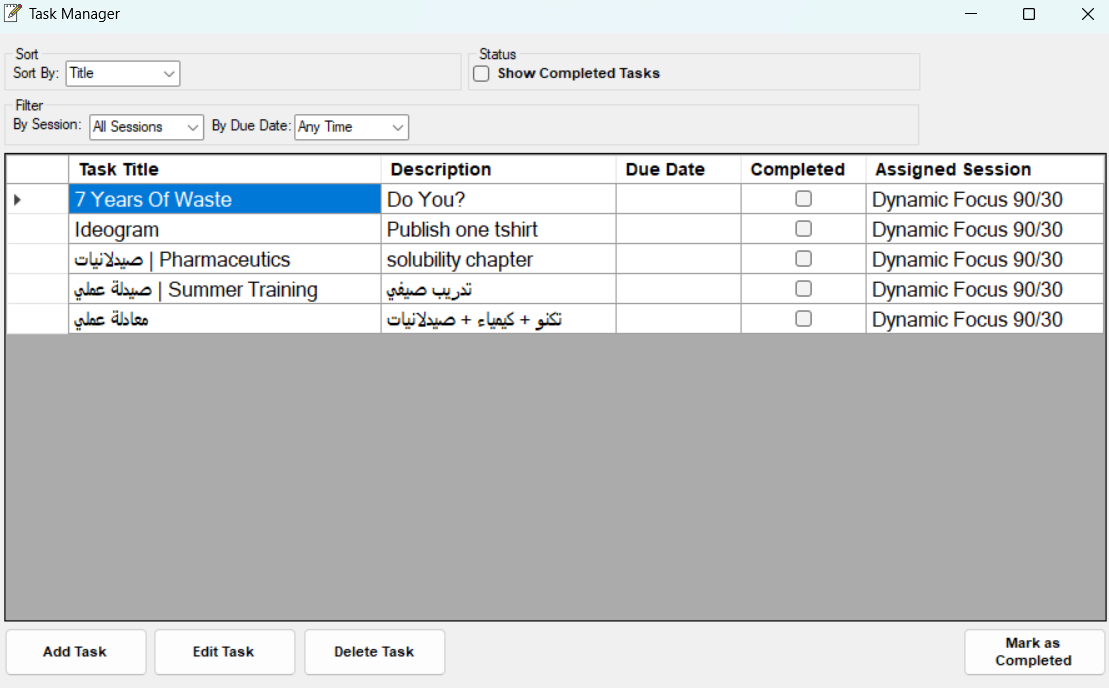 Task Manager
Sort
Sort By: Title
Status
Show Completed Tasks
Filter
By Session: All Sessions By Due Date: Any Time
Task Title Description Due Date Completed Assigned Session
7 Years Of Waste Do You? Dynamic Focus 90/30
Ideogram Publish one tshirt Dynamic Focus 90/30
صيدلانيات | Pharmaceutics solubility chapter Dynamic Focus 90/30
صيدلة عملي | Summer Training تدريب صيفي Dynamic Focus 90/30
معادلة عملي تكنو + كيمياء + صيدلانيات Dynamic Focus 90/30
Add Task Edit Task Delete Task
Mark as
Completed